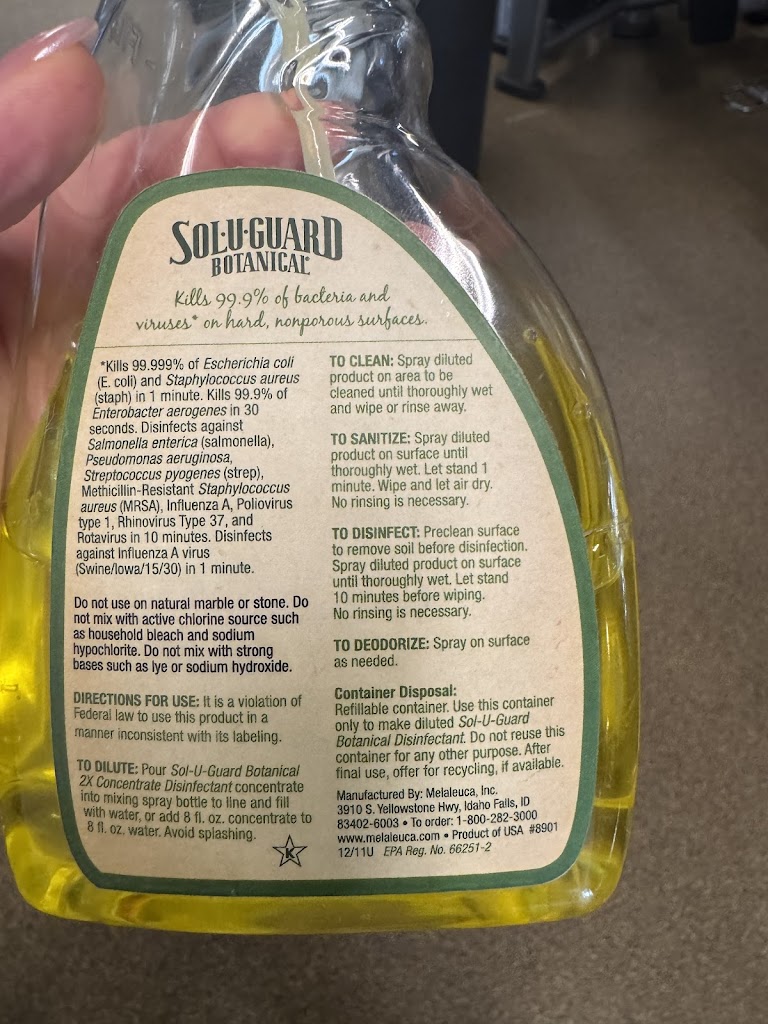 SOL·U·GUARD
BOTANICAL®
Kills 99.9% of bacteria and
viruses* on hard, nonporous surfaces.
*Kills 99.999% of Escherichia coli
(E. coli) and Staphylococcus aureus
(staph) in 1 minute. Kills 99.9% of
Enterobacter aerogenes in 30
seconds. Disinfects against
Salmonella enterica (salmonella),
Pseudomonas aeruginosa,
Streptococcus pyogenes (strep),
Methicillin-Resistant Staphylococcus
aureus (MRSA), Influenza A, Poliovirus
type 1, Rhinovirus Type 37, and
Rotavirus in 10 minutes. Disinfects
against Influenza A virus
(Swine/Iowa/15/30) in 1 minute.
Do not use on natural marble or stone. Do
not mix with active chlorine source such
as household bleach and sodium
hypochlorite. Do not mix with strong
bases such as lye or sodium hydroxide.
DIRECTIONS FOR USE: It is a violation of
Federal law to use this product in a
manner inconsistent with its labeling.
TO DILUTE: Pour Sol-U-Guard Botanical
2X Concentrate Disinfectant concentrate
into mixing spray bottle to line and fill
with water, or add 8 fl. oz. concentrate to
8 fl. oz. water. Avoid splashing.
K
TO CLEAN: Spray diluted
product on area to be
cleaned until thoroughly wet
and wipe or rinse away.
TO SANITIZE: Spray diluted
product on surface until
thoroughly wet. Let stand 1
minute. Wipe and let air dry.
No rinsing is necessary.
TO DISINFECT: Preclean surface
to remove soil before disinfection.
Spray diluted product on surface
until thoroughly wet. Let stand
10 minutes before wiping.
No rinsing is necessary.
TO DEODORIZE: Spray on surface
as needed.
Container Disposal:
Refillable container. Use this container
only to make diluted Sol-U-Guard
Botanical Disinfectant. Do not reuse this
container for any other purpose. After
final use, offer for recycling, if available.
Manufactured By: Melaleuca, Inc.
3910 S. Yellowstone Hwy, Idaho Falls, ID
83402-6003 • To order: 1-800-282-3000
www.melaleuca.com • Product of USA #8901
12/11U EPA Reg. No. 66251-2